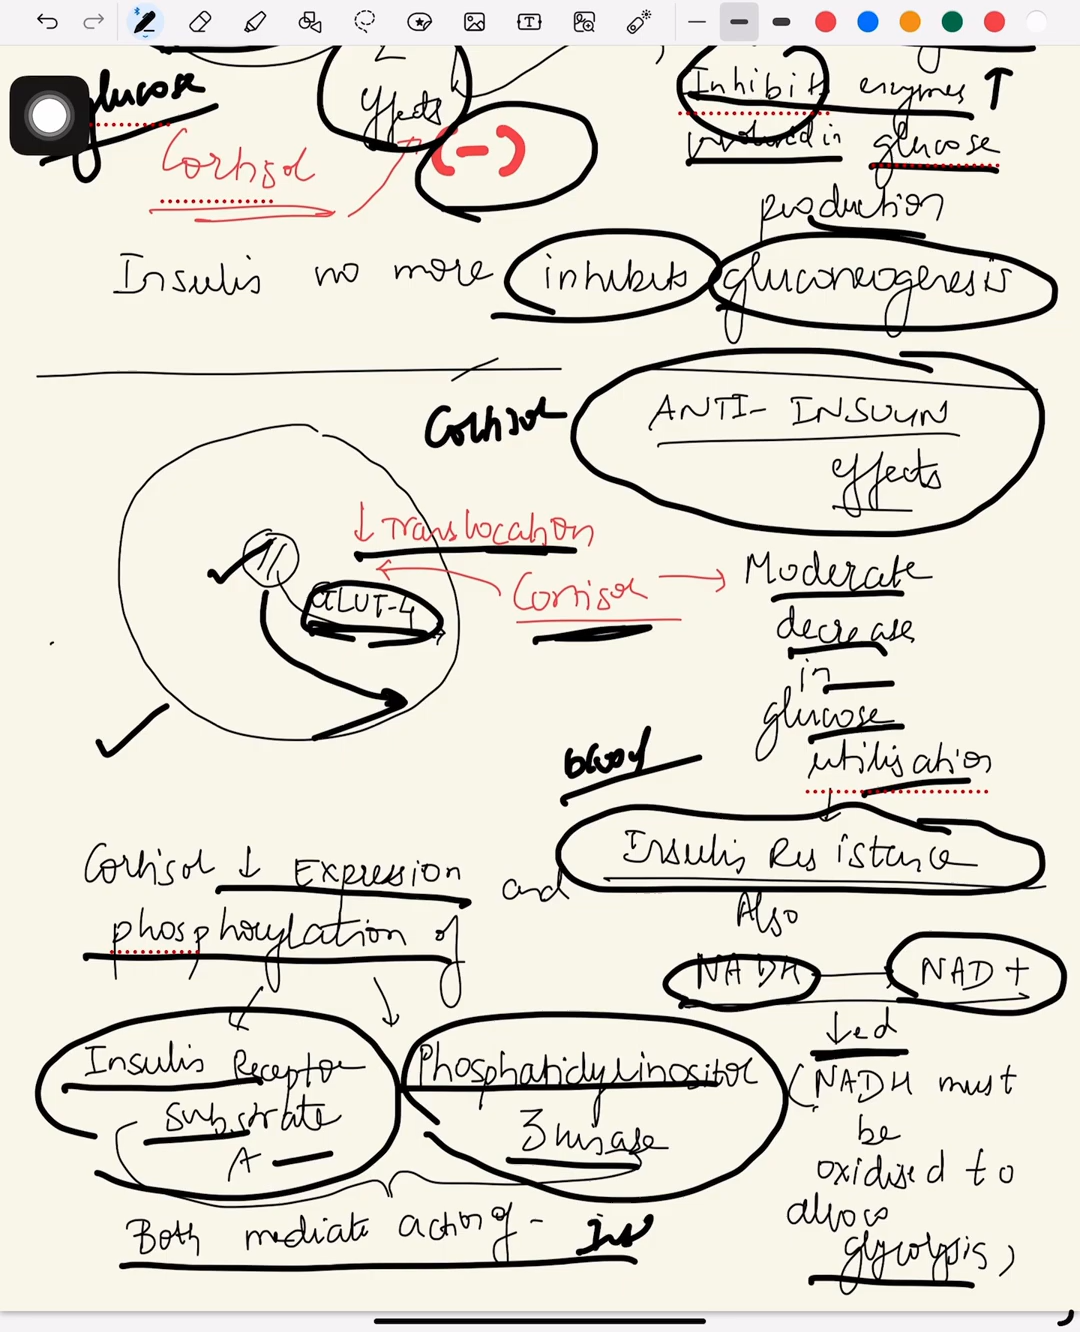 glucose
effects
Cortisol
(-)
Inhibits enzymes ↑
involved in glucose
production
Insulin no more inhibits gluconeogenesis
Cortisol
ANTI-INSULIN
effects
↓ Translocation
GLUT-4
Cortisol
Moderate
decrease
in
glucose
utilisation
↓
blood
Insulin Resistance
Cortisol ↓ Expression and
phosphorylation of
Insulin Receptor
Substrate
Phosphatidylinositol
3 kinase
Both mediate action of - Ins
Also
NADH — NAD+
↓ed
(NADH must
be
oxidised to
allow
glycolysis)